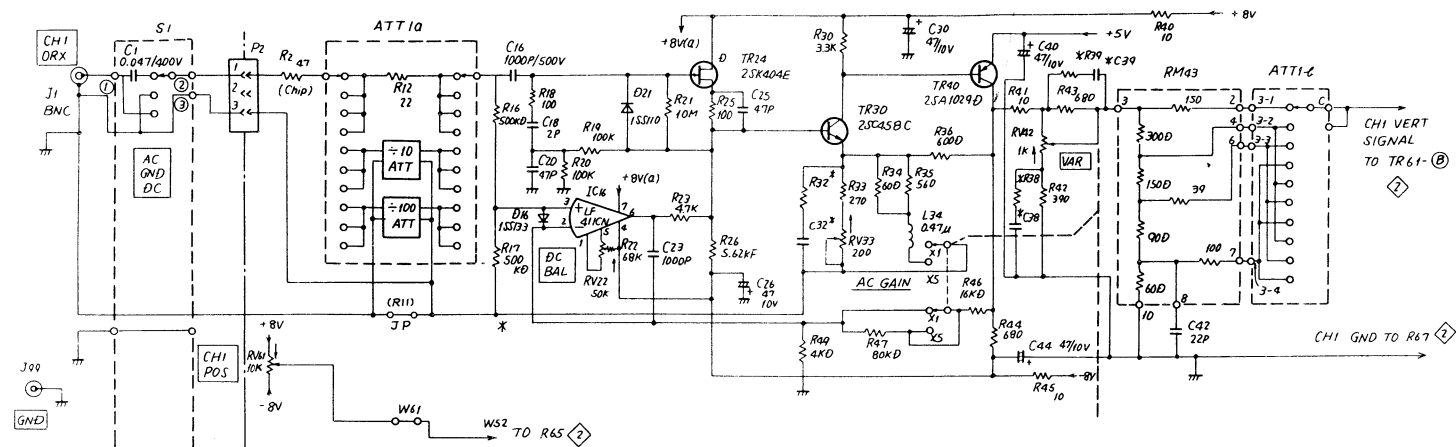 S1
CH1
ORX
J1
BNC
C1
0.047/400V
1
2
3
AC
GND
DC
P2
1
2
3
R2 47
(Chip)
ATT1a
R12
22
÷10
ATT
÷100
ATT
(R11)
JP
C16
1000P/500V
R16
500KD
R18
100
C18
2P
C20
47P
R19
100K
R20
100K
D21
1SS110
R21
10M
+8V(a)
D
TR24
2SK404E
R25
100
C25
47P
IC16
LF
411CN
+8V(a)
3
2
7
6
5
4
1
D16
1SS133
R17
500
KD
DC
BAL
R22
68K
RV22
50K
C23
1000P
R23
4.7K
R26
5.62KF
C26
47
10V
*
R30
3.3K
C30
47/10V
+8V
R40
10
TR30
2SC458C
TR40
2SA1029D
+5V
C40
47/10V
R41
10
*R39
*C39
R43
680
RV42
1K
VAR
*R38
*C38
R42
390
R32*
C32*
R33
270
RV33
200
R34
60D
R35
560
R36
600D
L34
0.47μ
X1
X5
AC GAIN
X1
X5
R46
16KD
R49
4KD
R47
80KD
R44
680
C44 47/10V
R45
10
-8V
RM43
3
150
2
300D
4
6
150D
39
90D
100
7
60D
8
10
C42
22P
ATT1-b
3-1
C
3-2
3-3
3-4
CH1 VERT
SIGNAL
TO TR61-B
2
CH1 GND TO R67 2
J99
GND
+8V
RV61
10K
-8V
CH1
POS
W61
W52
TO R65 2